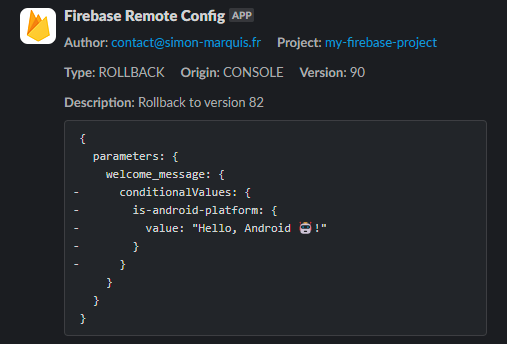 Firebase Remote Config APP
Author: contact@simon-marquis.fr Project: my-firebase-project
Type: ROLLBACK Origin: CONSOLE Version: 90
Description: Rollback to version 82
{
  parameters: {
    welcome_message: {
-      conditionalValues: {
-        is-android-platform: {
-          value: "Hello, Android 🤖!"
-        }
-      }
    }
  }
}